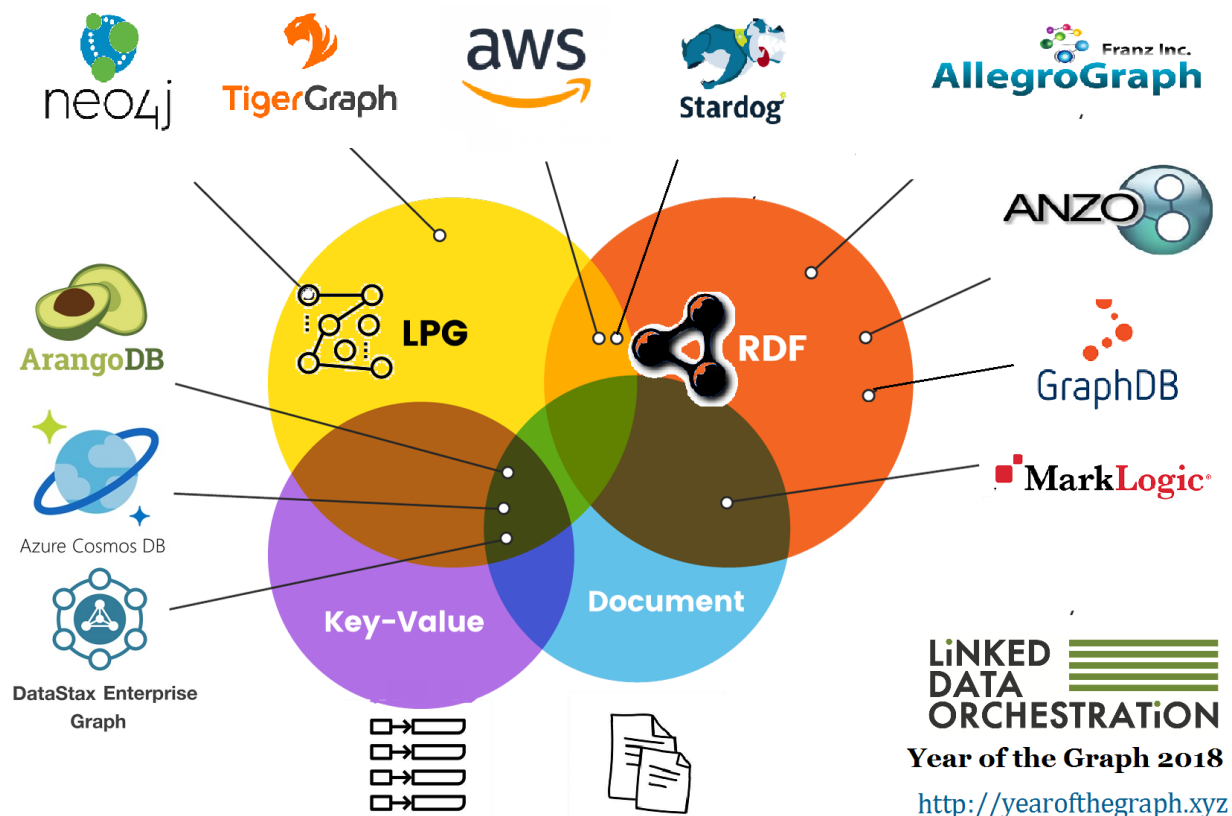 neo4j
TigerGraph
aws
Stardog
Franz Inc.
AllegroGraph
ANZO
ArangoDB
LPG
RDF
GraphDB
MarkLogic
Azure Cosmos DB
Key-Value
Document
DataStax Enterprise
Graph
LiNKED
DATA
ORCHESTRATiON
Year of the Graph 2018
http://yearofthegraph.xyz